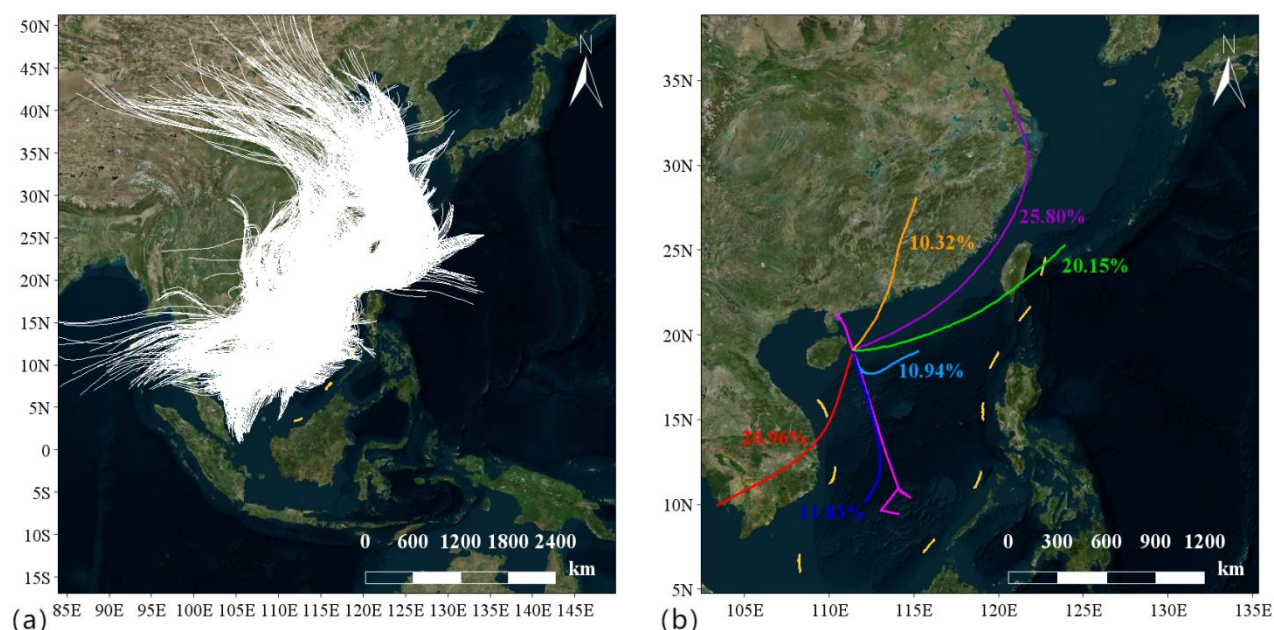 50N
45N
40N
35N
30N
25N
20N
15N
10N
5N
0
5S
10S
15S
N
0 600 1200 1800 2400
km
85E 90E 95E 100E 105E 110E 115E 120E 125E 130E 135E 140E 145E
(a)
35N
30N
25N
20N
15N
10N
5N
N
10.32%
25.80%
20.15%
10.94%
20.96%
11.83%
0 300 600 900 1200
km
105E 110E 115E 120E 125E 130E 135E
(b)